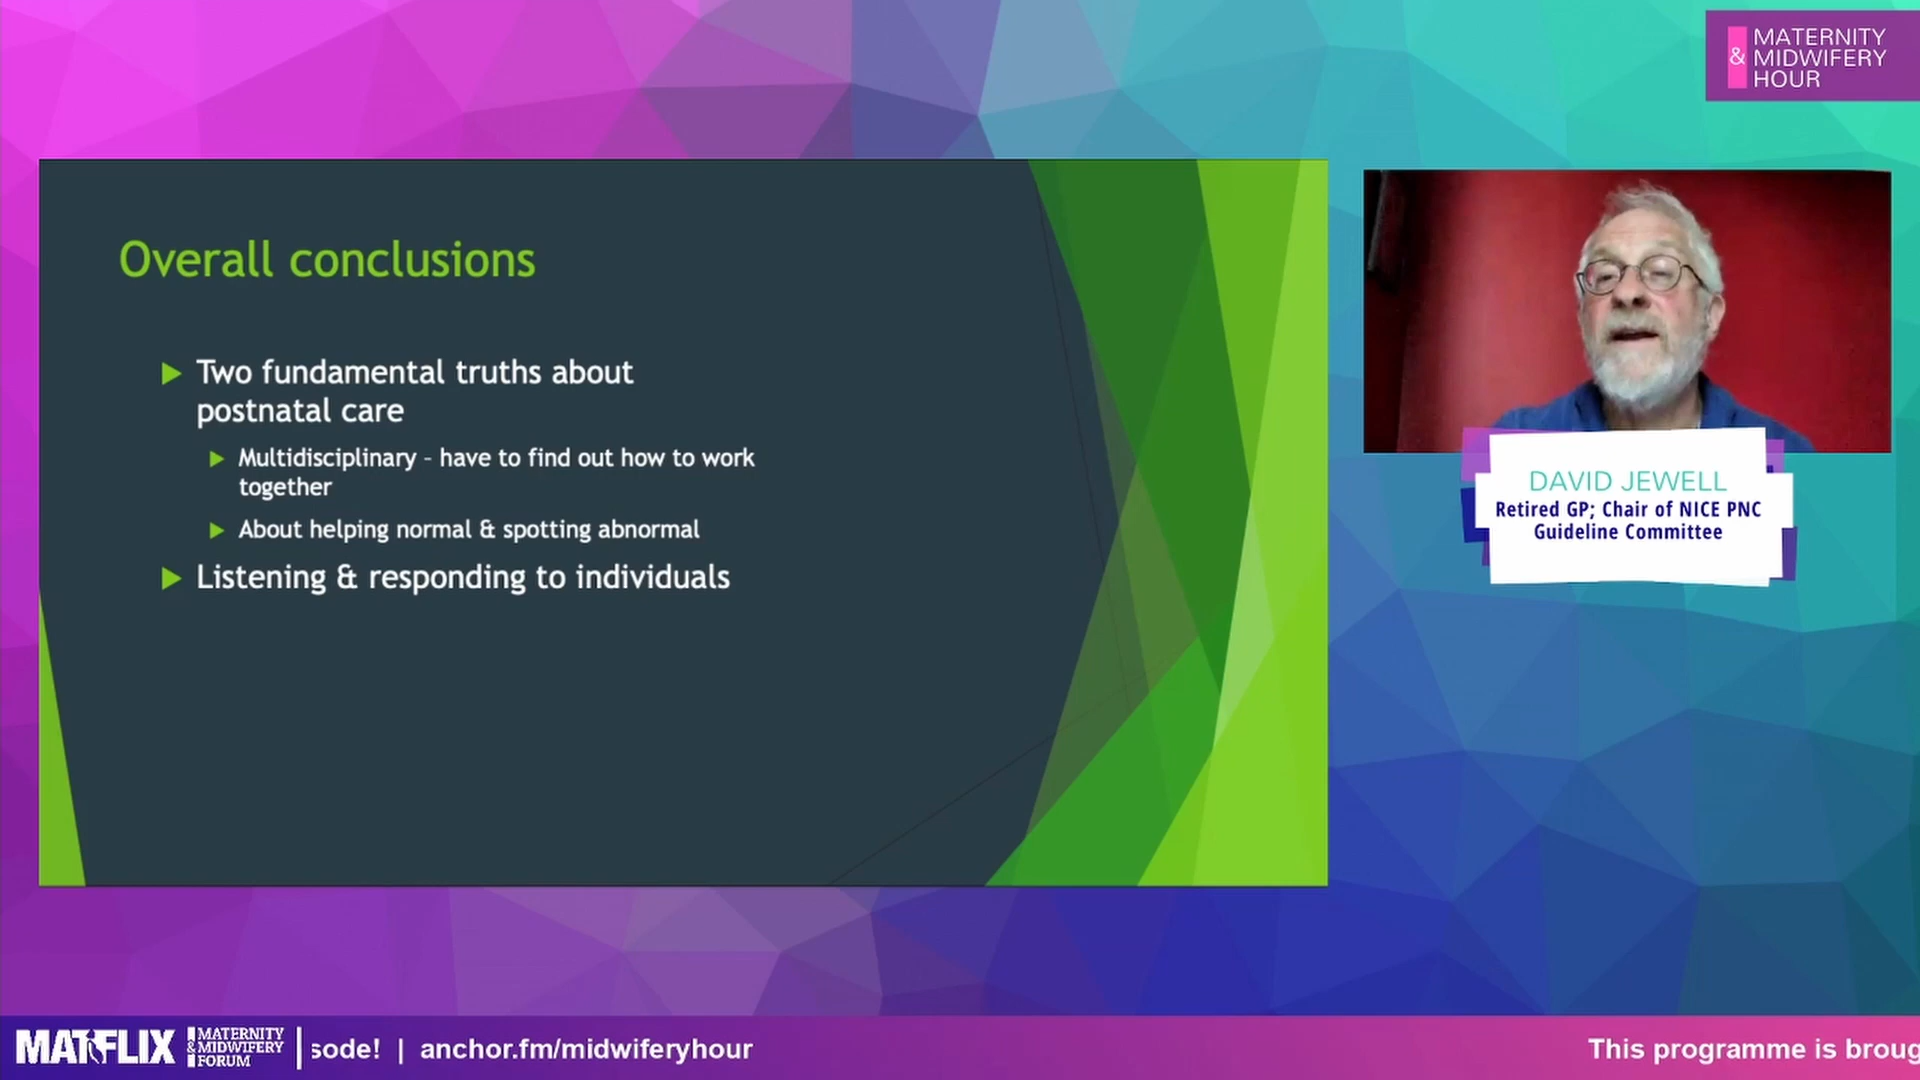 & MATERNITY
MIDWIFERY
HOUR
Overall conclusions
Two fundamental truths about
postnatal care
Multidisciplinary – have to find out how to work
together
About helping normal & spotting abnormal
Listening & responding to individuals
DAVID JEWELL
Retired GP; Chair of NICE PNC
Guideline Committee
MATFLIX
MATERNITY
& MIDWIFERY
FORUM
sode! | anchor.fm/midwiferyhour
This programme is broug